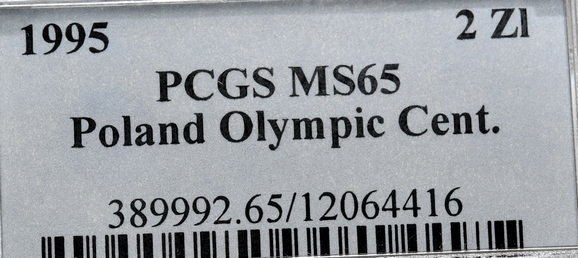 1995 2 Zl
PCGS MS65
Poland Olympic Cent.
389992.65/12064416